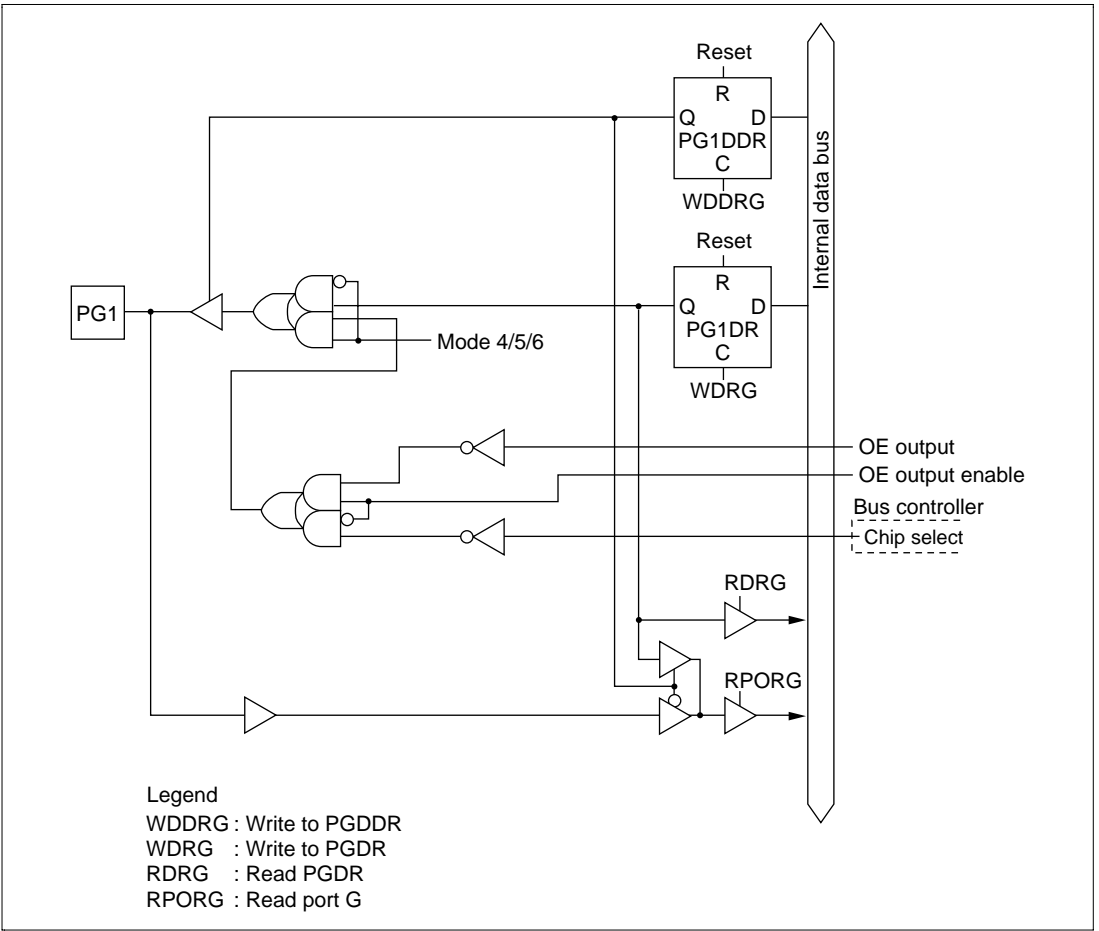 Reset
R
Q D
PG1DDR
C
WDDRG
Internal data bus
Reset
R
Q D
PG1DR
C
WDRG
PG1
Mode 4/5/6
OE output
OE output enable
Bus controller
Chip select
RDRG
RPORG
Legend
WDDRG : Write to PGDDR
WDRG : Write to PGDR
RDRG : Read PGDR
RPORG : Read port G